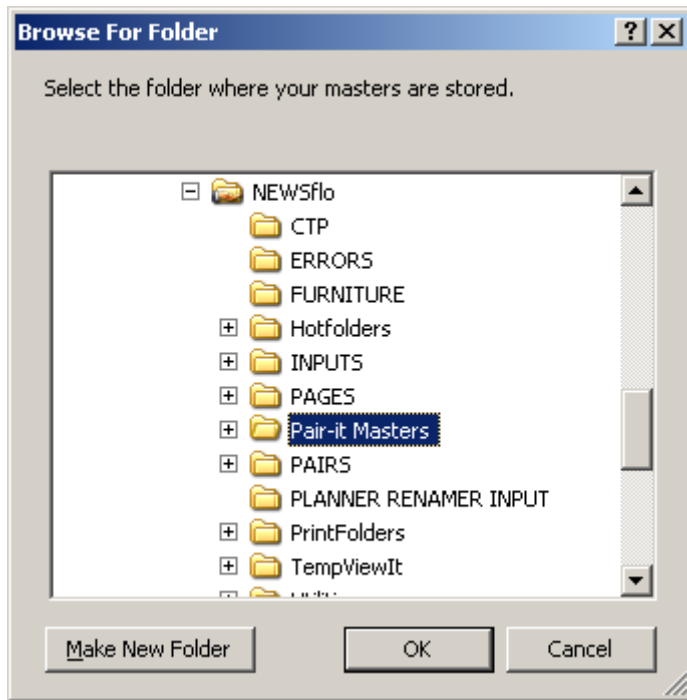 Browse For Folder
Select the folder where your masters are stored.
NEWSflo
CTP
ERRORS
FURNITURE
Hotfolders
INPUTS
PAGES
Pair-it Masters
PAIRS
PLANNER RENAMER INPUT
PrintFolders
TempViewIt
Make New Folder
OK
Cancel